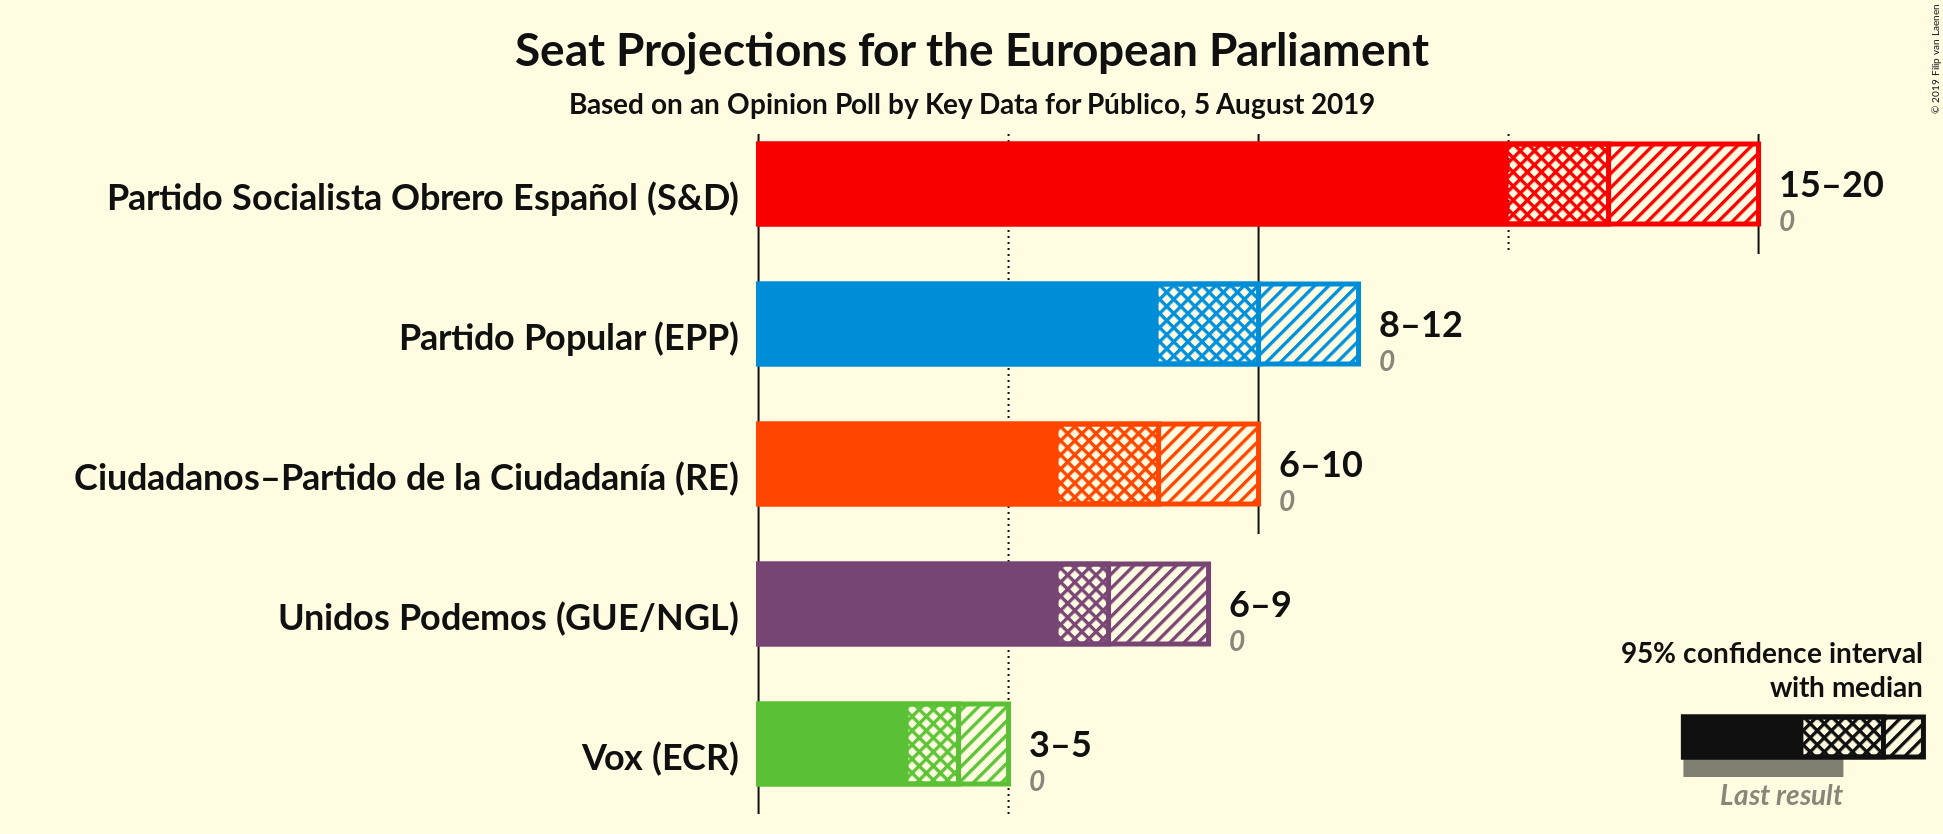 Seat Projections for the European Parliament
Based on an Opinion Poll by Key Data for Público, 5 August 2019
© 2019 Filip van Laenen
Partido Socialista Obrero Español (S&D)
15–20
0
Partido Popular (EPP)
8–12
0
Ciudadanos–Partido de la Ciudadanía (RE)
6–10
0
Unidos Podemos (GUE/NGL)
6–9
0
Vox (ECR)
3–5
0
95% confidence interval
with median
Last result